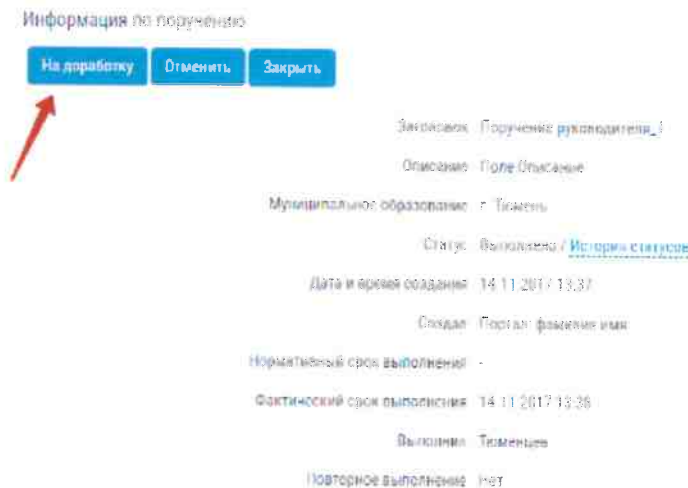 Информация по поручению
На доработку Отменить Закрыть
Заголовок Поручение руководителя_1
Описание Поле Описание
Муниципальное образование г. Тюмень
Статус Выполнено / История статусов
Дата и время создания 14.11.2017 13:37
Создал Портал: фамилия имя
Нормативный срок выполнения -
Фактический срок выполнения 14.11.2017 13:38
Выполнил Тюменцев
Повторное выполнение Нет